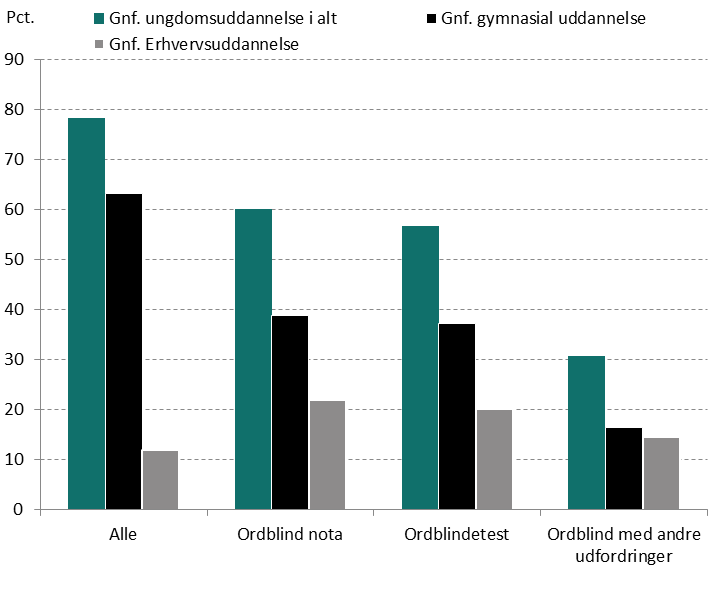 Pct.
Gnf. ungdomsuddannelse i alt
Gnf. gymnasial uddannelse
Gnf. Erhvervsuddannelse
90
80
70
60
50
40
30
20
10
0
Alle
Ordblind nota
Ordblindetest
Ordblind med andre
udfordringer